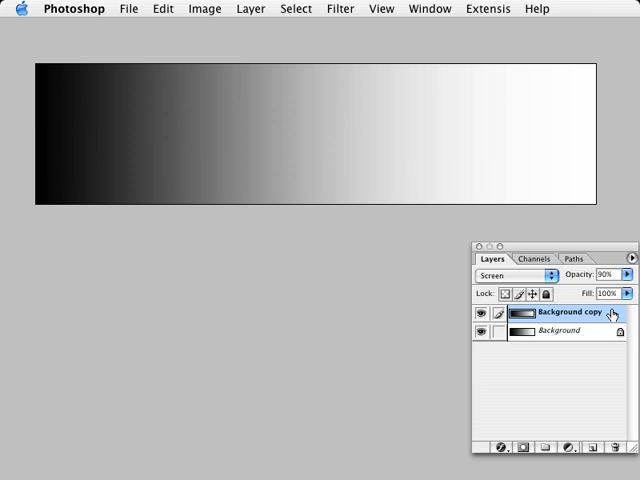 Photoshop File Edit Image Layer Select Filter View Window Extensis Help
Layers Channels Paths
Screen Opacity: 90%
Lock: Fill: 100%
Background copy
Background